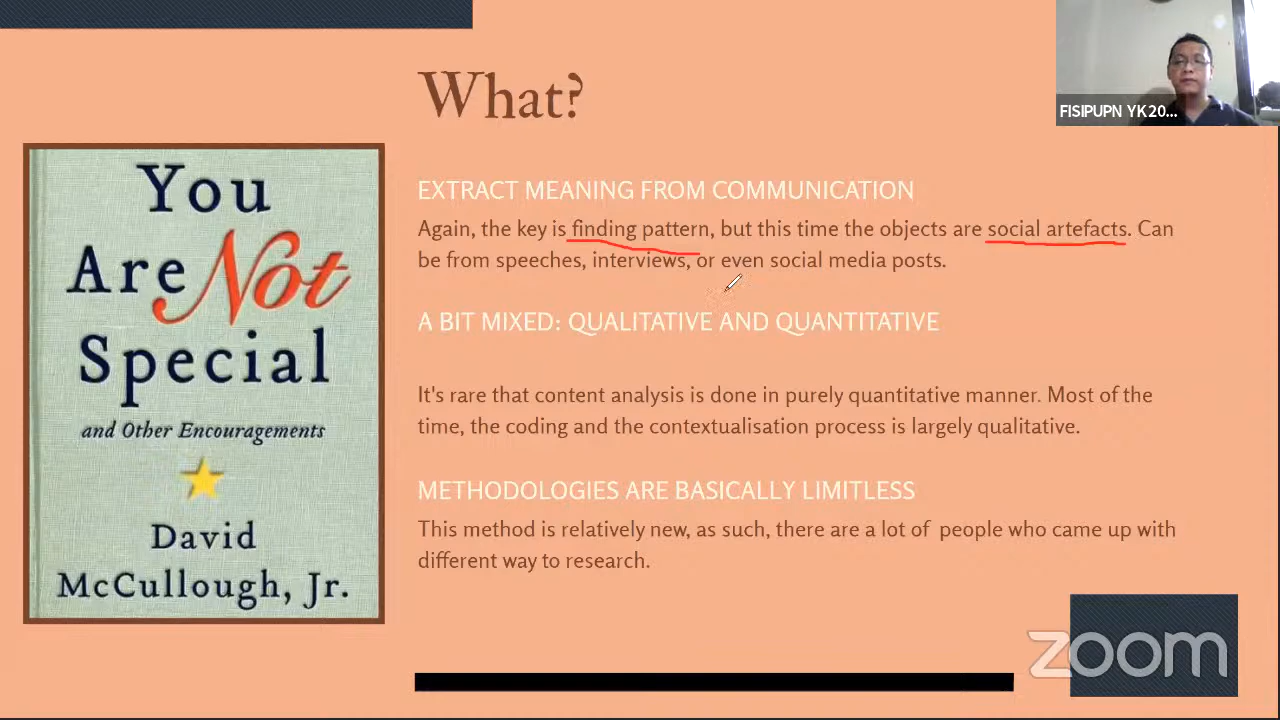 What?
FISIPUPN YK20...
You
Are Not
Special
and Other Encouragements
David
McCullough, Jr.
EXTRACT MEANING FROM COMMUNICATION
Again, the key is finding pattern, but this time the objects are social artefacts. Can
be from speeches, interviews, or even social media posts.
A BIT MIXED: QUALITATIVE AND QUANTITATIVE
It's rare that content analysis is done in purely quantitative manner. Most of the
time, the coding and the contextualisation process is largely qualitative.
METHODOLOGIES ARE BASICALLY LIMITLESS
This method is relatively new, as such, there are a lot of people who came up with
different way to research.
zoom